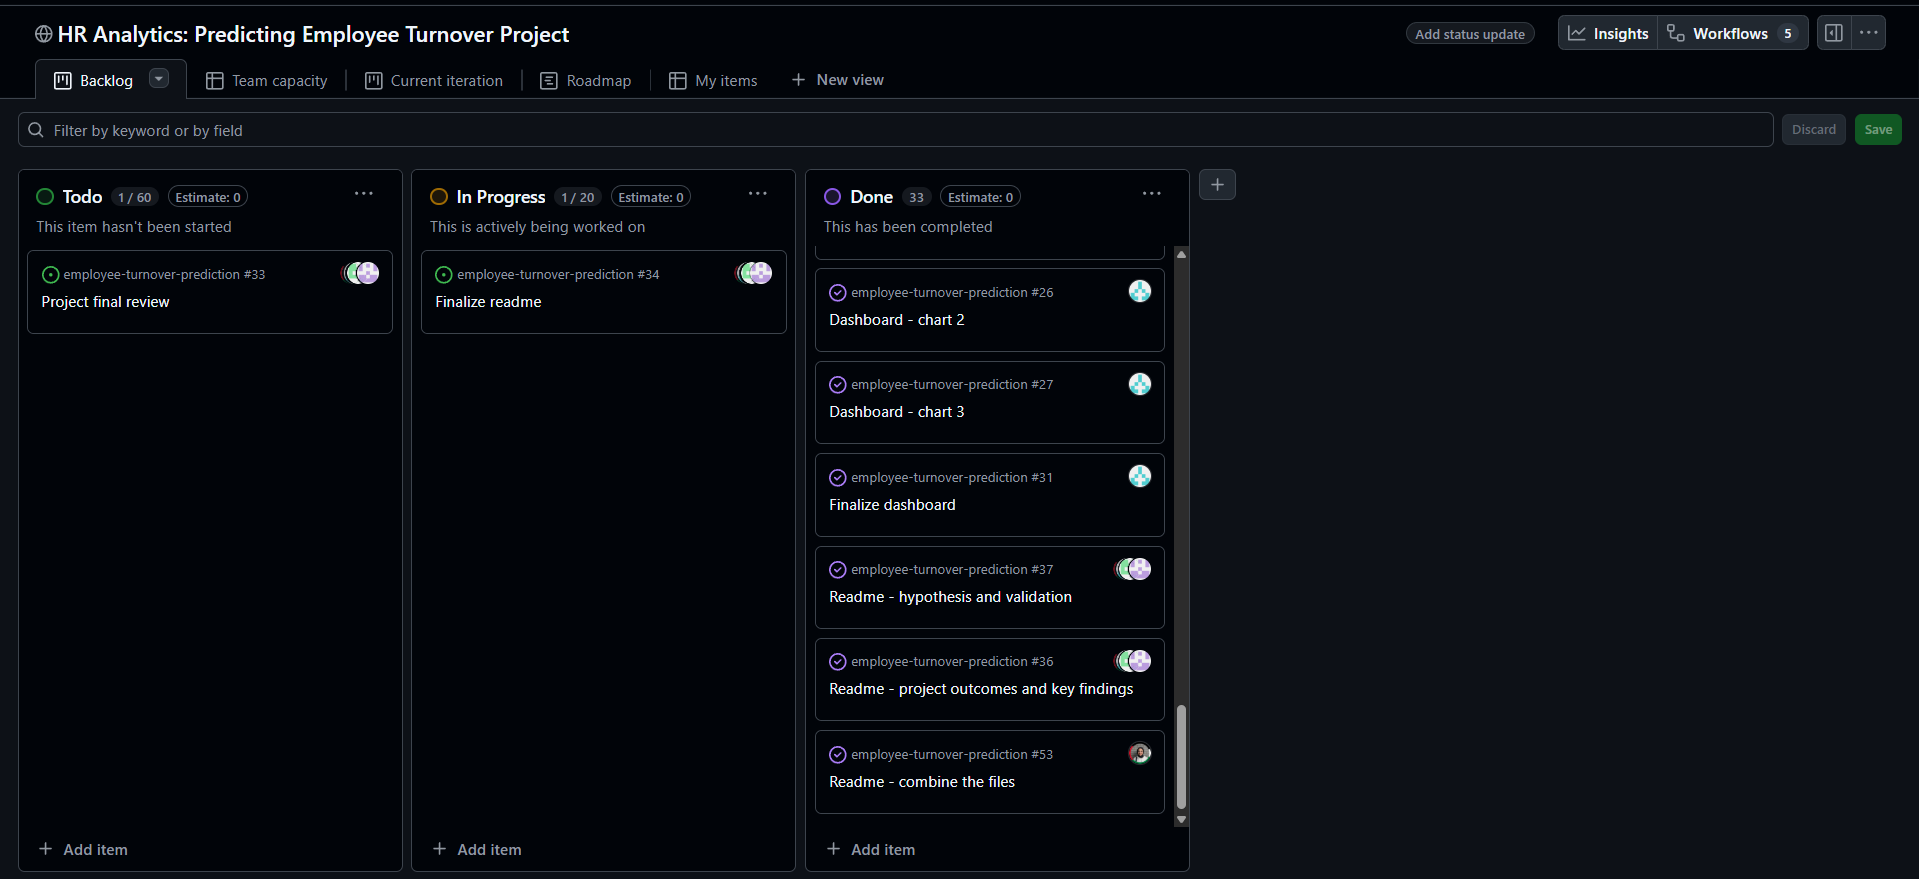 HR Analytics: Predicting Employee Turnover Project
Add status update
Insights
Workflows 5
Backlog
Team capacity
Current iteration
Roadmap
My items
New view
Filter by keyword or by field
Discard
Save
Todo 1 / 60 Estimate: 0
This item hasn't been started
employee-turnover-prediction #33
Project final review
Add item
In Progress 1 / 20 Estimate: 0
This is actively being worked on
employee-turnover-prediction #34
Finalize readme
Add item
Done 33 Estimate: 0
This has been completed
employee-turnover-prediction #26
Dashboard - chart 2
employee-turnover-prediction #27
Dashboard - chart 3
employee-turnover-prediction #31
Finalize dashboard
employee-turnover-prediction #37
Readme - hypothesis and validation
employee-turnover-prediction #36
Readme - project outcomes and key findings
employee-turnover-prediction #53
Readme - combine the files
Add item